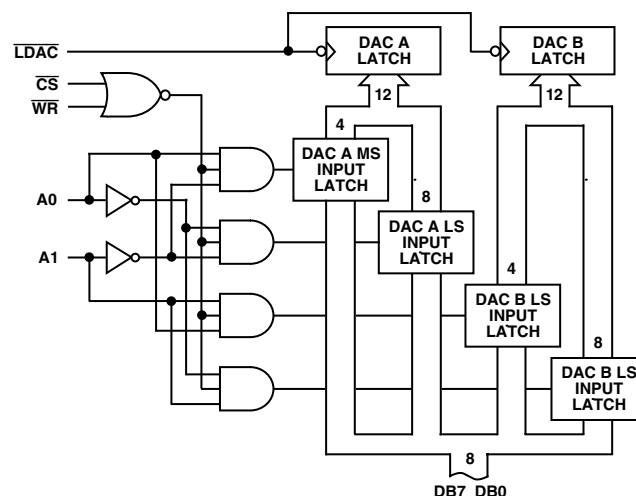 LDAC
DAC A
LATCH
DAC B
LATCH
CS
WR
12
12
4
DAC A MS
INPUT
LATCH
8
A0
DAC A LS
INPUT
LATCH
A1
4
DAC B LS
INPUT
LATCH
8
DAC B LS
INPUT
LATCH
8
DB7 DB0